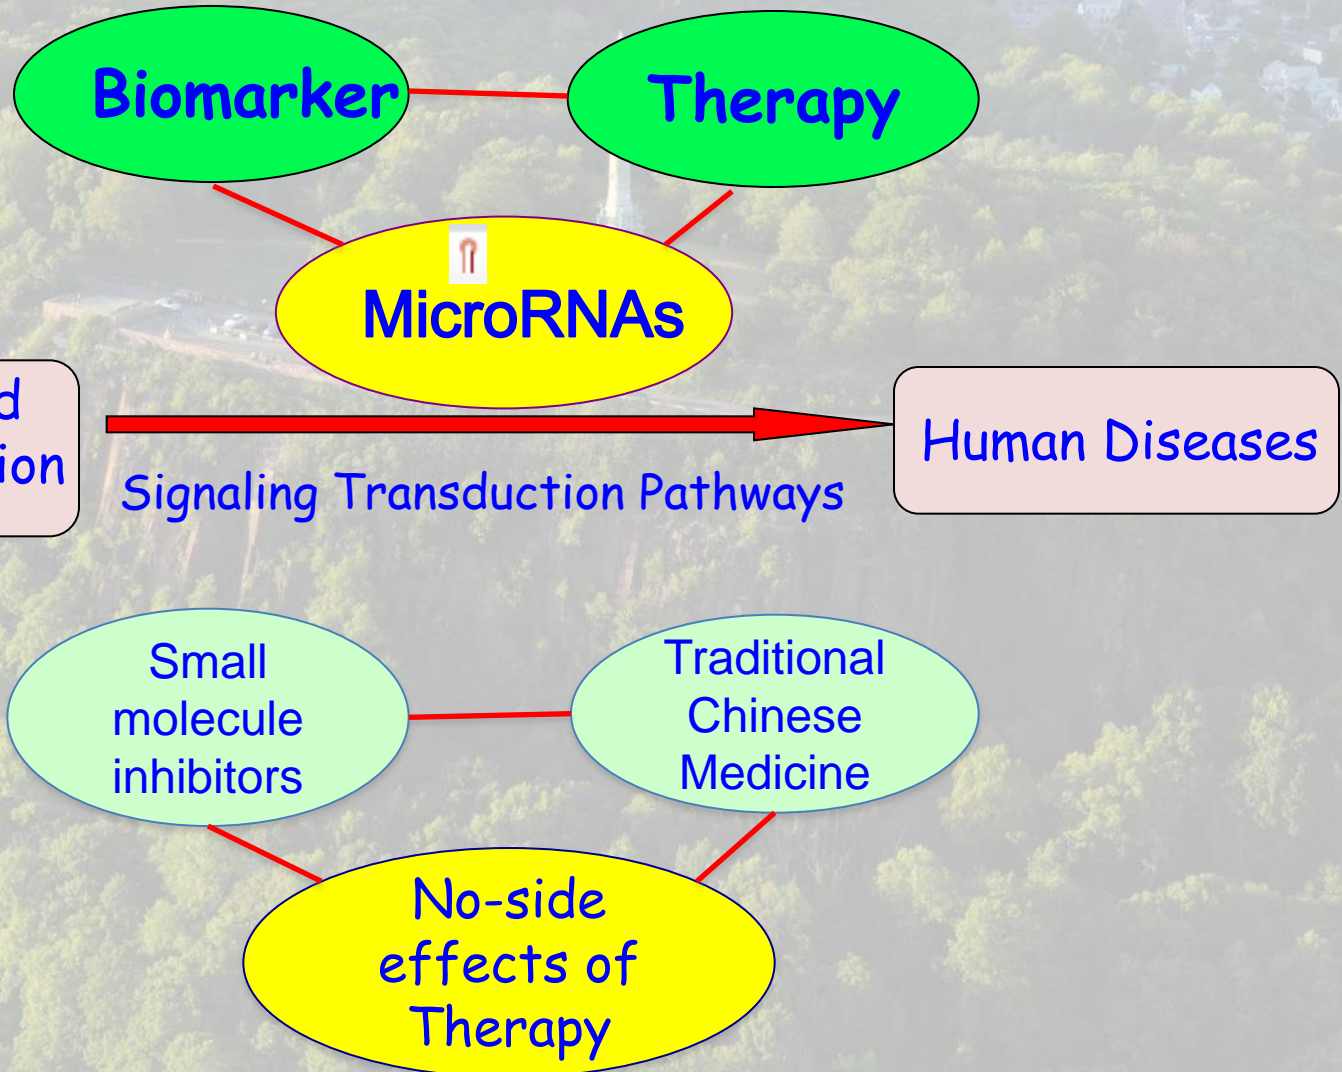 Biomarker
Therapy
MicroRNAs
Human Diseases
Signaling Transduction Pathways
Small
molecule
inhibitors
Traditional
Chinese
Medicine
No-side
effects of
Therapy